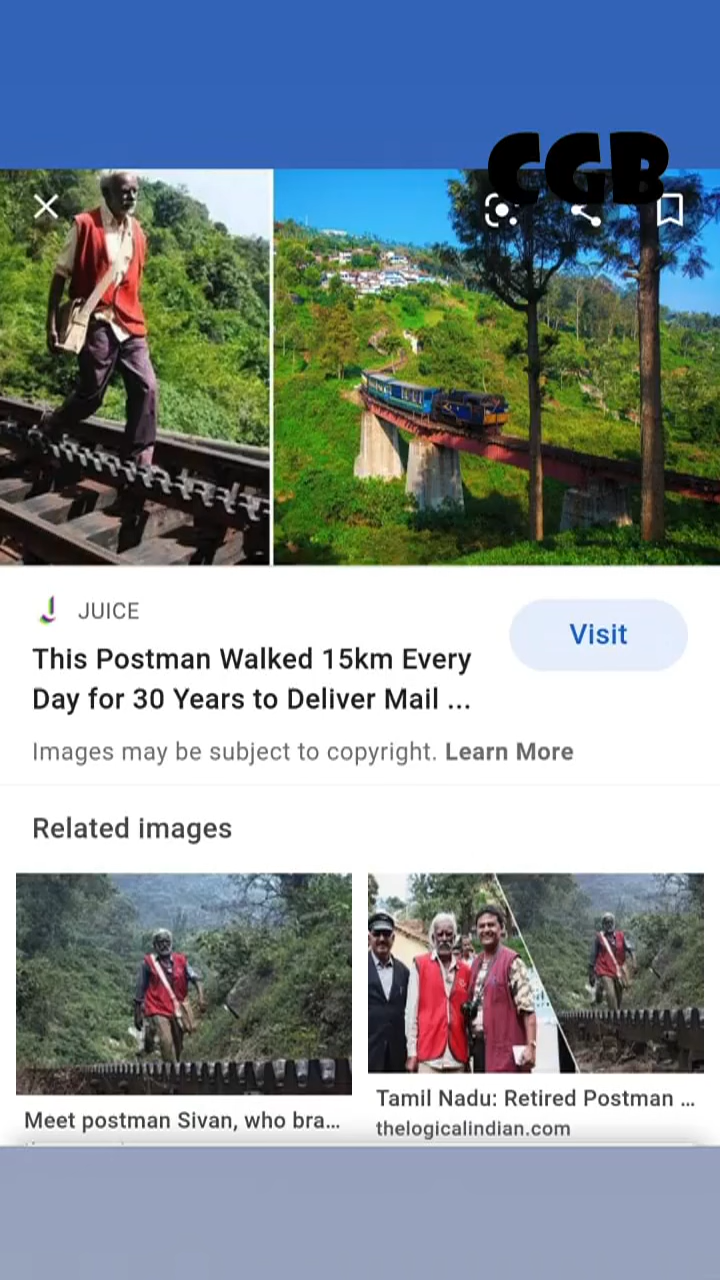 CGB
JUICE
Visit
This Postman Walked 15km Every
Day for 30 Years to Deliver Mail ...
Images may be subject to copyright. Learn More
Related images
Meet postman Sivan, who bra...
Tamil Nadu: Retired Postman ...
thelogicalindian.com